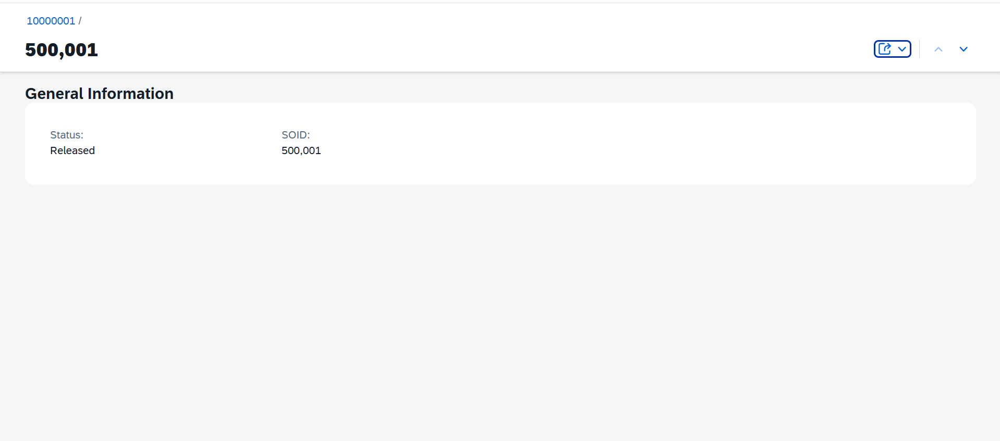 10000001 /
500,001
General Information
Status:
Released
SOID:
500,001